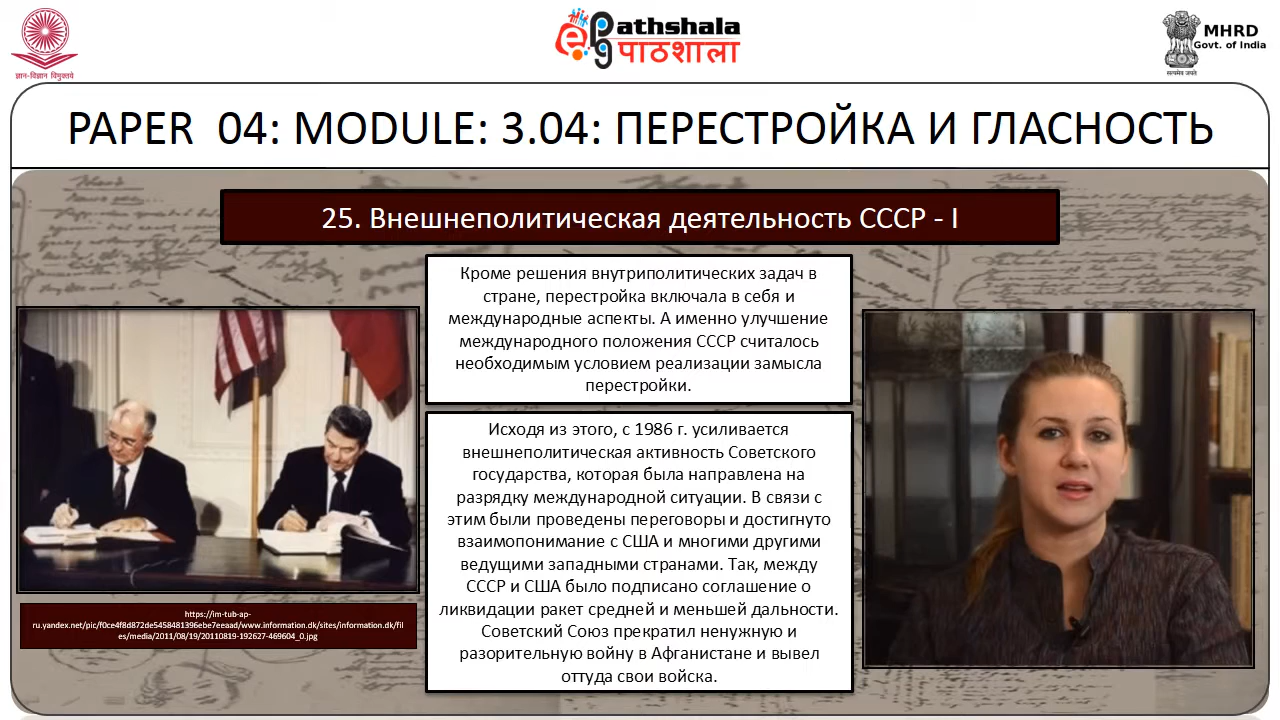 ज्ञान-विज्ञान विमुक्तये
epg Pathshala
पाठशाला
MHRD
Govt. of India
सत्यमेव जयते
PAPER 04: MODULE: 3.04: ПЕРЕСТРОЙКА И ГЛАСНОСТЬ
25. Внешнеполитическая деятельность СССР - I
Кроме решения внутриполитических задач в
стране, перестройка включала в себя и
международные аспекты. А именно улучшение
международного положения СССР считалось
необходимым условием реализации замысла
перестройки.
Исходя из этого, с 1986 г. усиливается
внешнеполитическая активность Советского
государства, которая была направлена на
разрядку международной ситуации. В связи с
этим были проведены переговоры и достигнуто
взаимопонимание с США и многими другими
ведущими западными странами. Так, между
СССР и США было подписано соглашение о
ликвидации ракет средней и меньшей дальности.
Советский Союз прекратил ненужную и
разорительную войну в Афганистане и вывел
оттуда свои войска.
https://im-tub-ap-
ru.yandex.net/pic/f0ce4f8d872de5458481396ebe7eeaad/www.information.dk/sites/information.dk/fil
es/media/2011/08/19/20110819-192627-469604_0.jpg